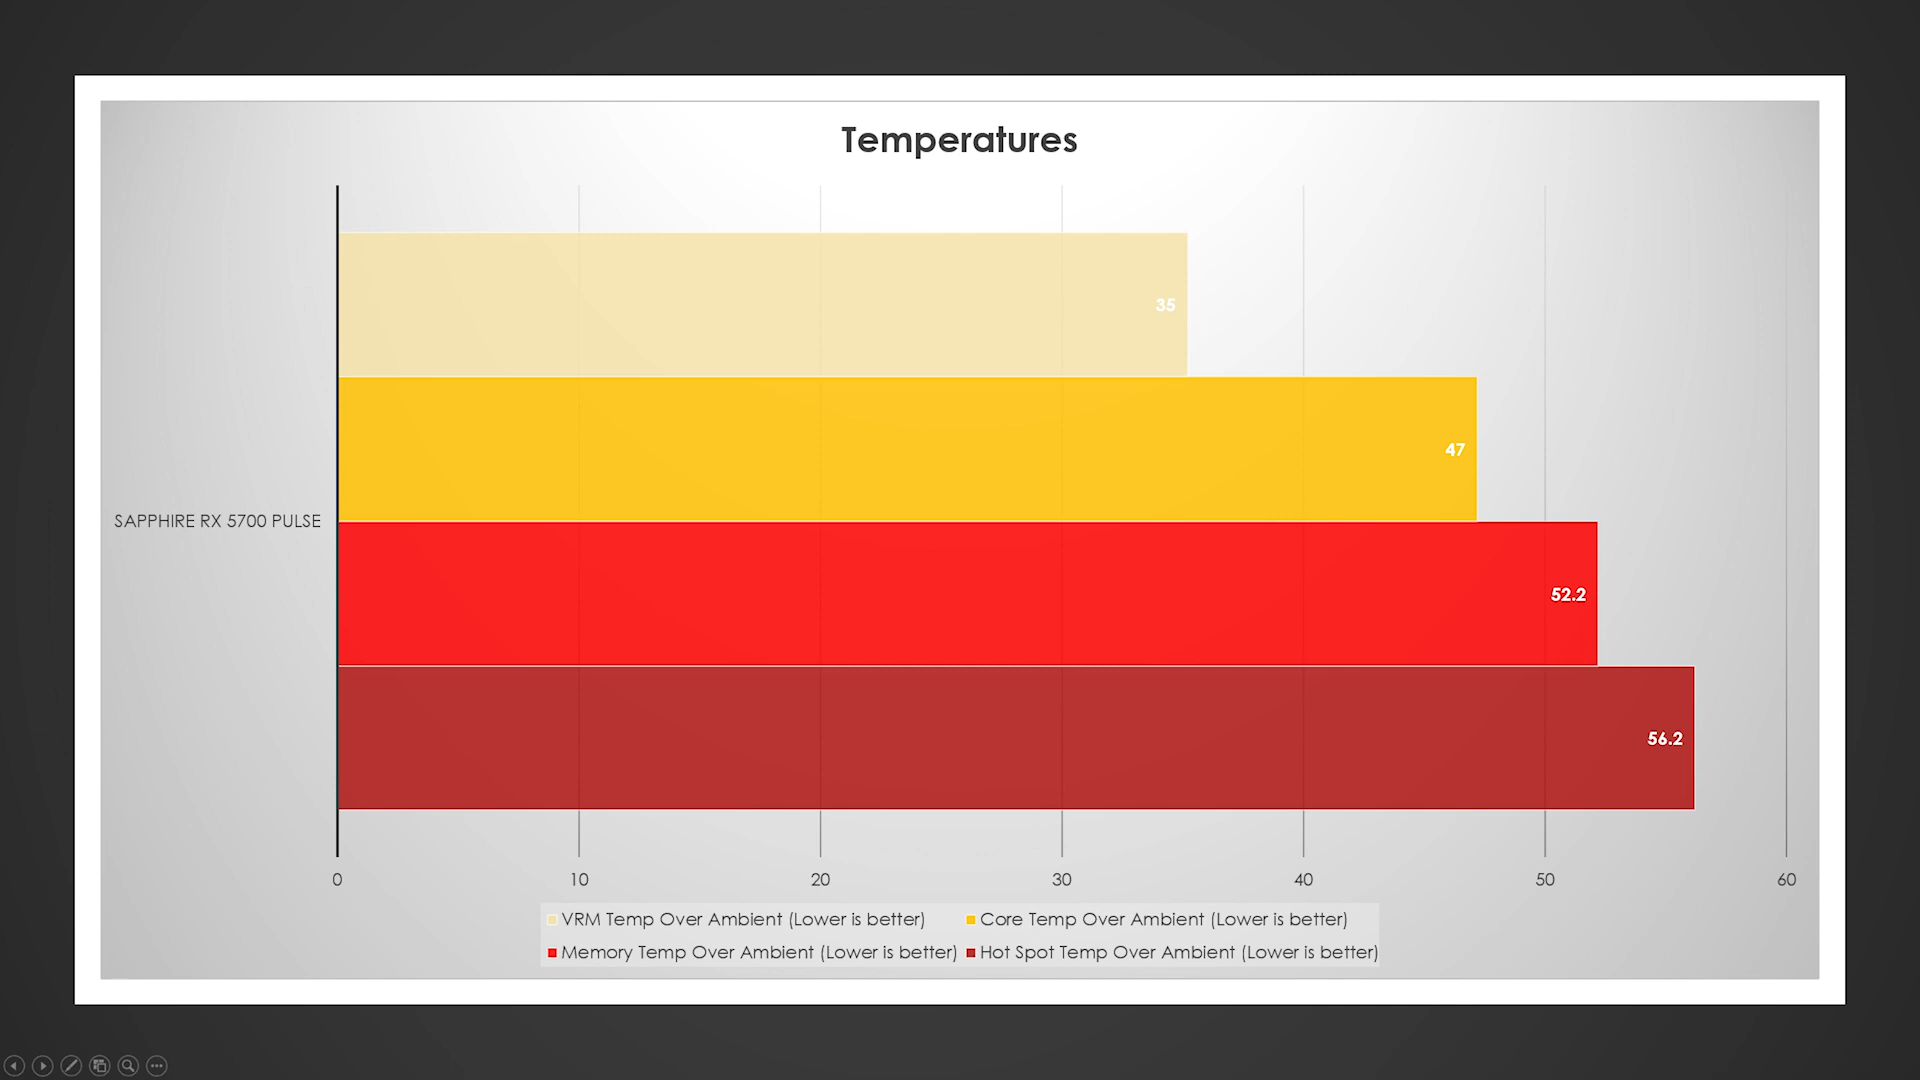 Temperatures
35
47
SAPPHIRE RX 5700 PULSE
52.2
56.2
0 10 20 30 40 50 60
VRM Temp Over Ambient (Lower is better) Core Temp Over Ambient (Lower is better)
Memory Temp Over Ambient (Lower is better) Hot Spot Temp Over Ambient (Lower is better)